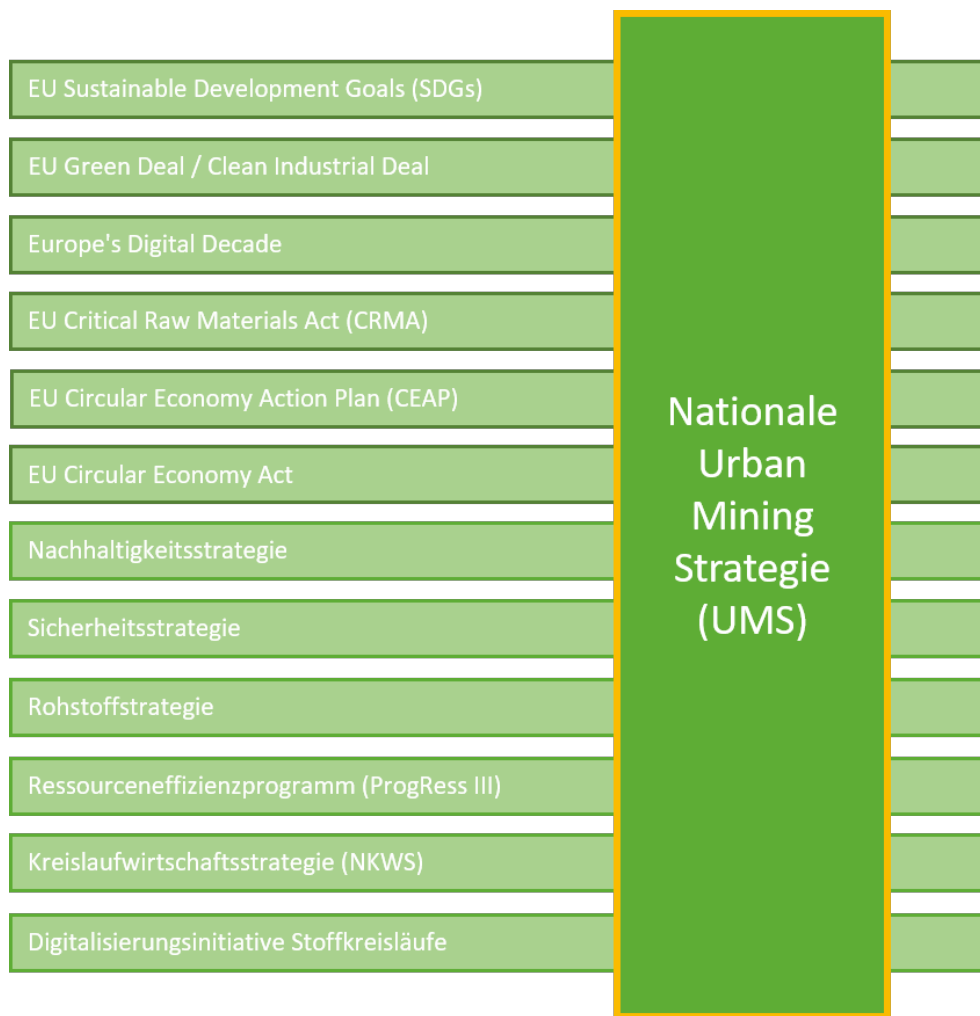 EU Sustainable Development Goals (SDGs)
EU Green Deal / Clean Industrial Deal
Europe's Digital Decade
EU Critical Raw Materials Act (CRMA)
EU Circular Economy Action Plan (CEAP)
EU Circular Economy Act
Nachhaltigkeitsstrategie
Sicherheitsstrategie
Rohstoffstrategie
Ressourceneffizienzprogramm (ProgRess III)
Kreislaufwirtschaftsstrategie (NKWS)
Digitalisierungsinitiative Stoffkreisläufe
Nationale
Urban
Mining
Strategie
(UMS)